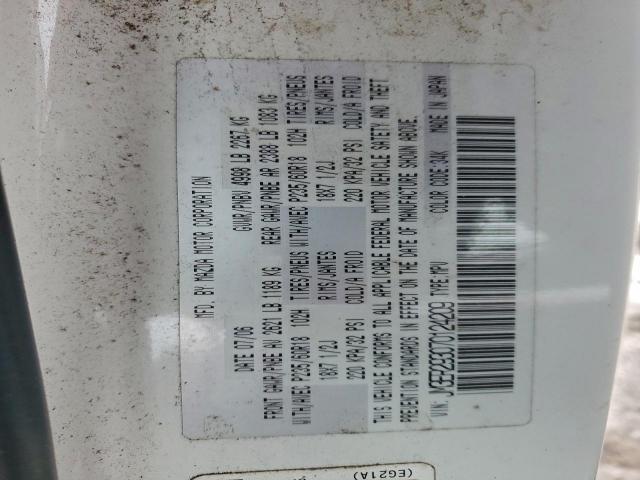 MFD. BY MAZDA MOTOR CORPORATION
DATE 07/06 GVWR/PNBV 4998 LB 2267 KG
FRONT GAWR/PNBE AV 2621 LB 1189 KG REAR GAWR/PNBE AR 2388 LB 1083 KG
WITH/AVEC P235/60R18 102H TIRES/PNEUS WITH/AVEC P235/60R18 102H TIRES/PNEUS
18X7 1/2J RIMS/JANTES 18X7 1/2J RIMS/JANTES
220 KPA/32 PSI COLD/A FROID 220 KPA/32 PSI COLD/A FROID
THIS VEHICLE CONFORMS TO ALL APPLICABLE FEDERAL MOTOR VEHICLE SAFETY AND THEFT
PREVENTION STANDARDS IN EFFECT ON THE DATE OF MANUFACTURE SHOWN ABOVE.
VIN: TYPE:MPV COLOUR CODE:34K MADE IN JAPAN
(EG21A)